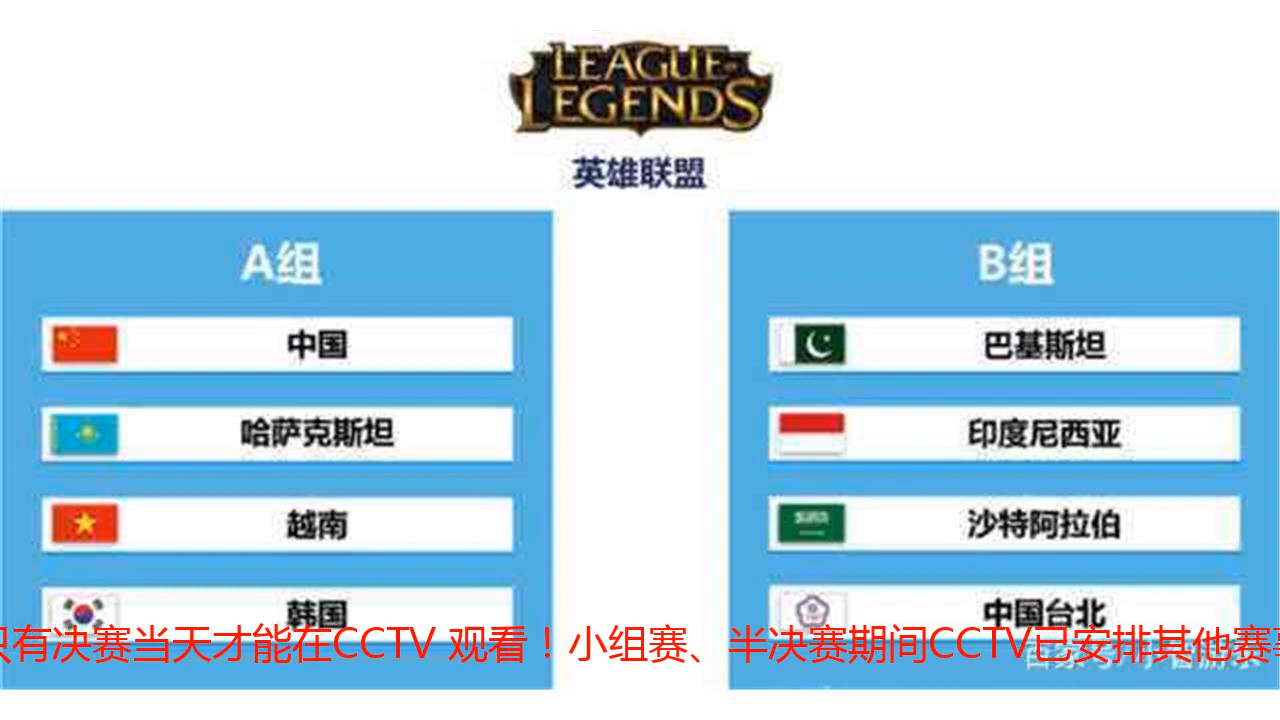 LEAGUE OF
LEGENDS
英雄联盟
A组
中国
哈萨克斯坦
越南
韩国
B组
巴基斯坦
印度尼西亚
沙特阿拉伯
中国台北
只有决赛当天才能在CCTV 观看！小组赛、半决赛期间CCTV已安排其他赛事